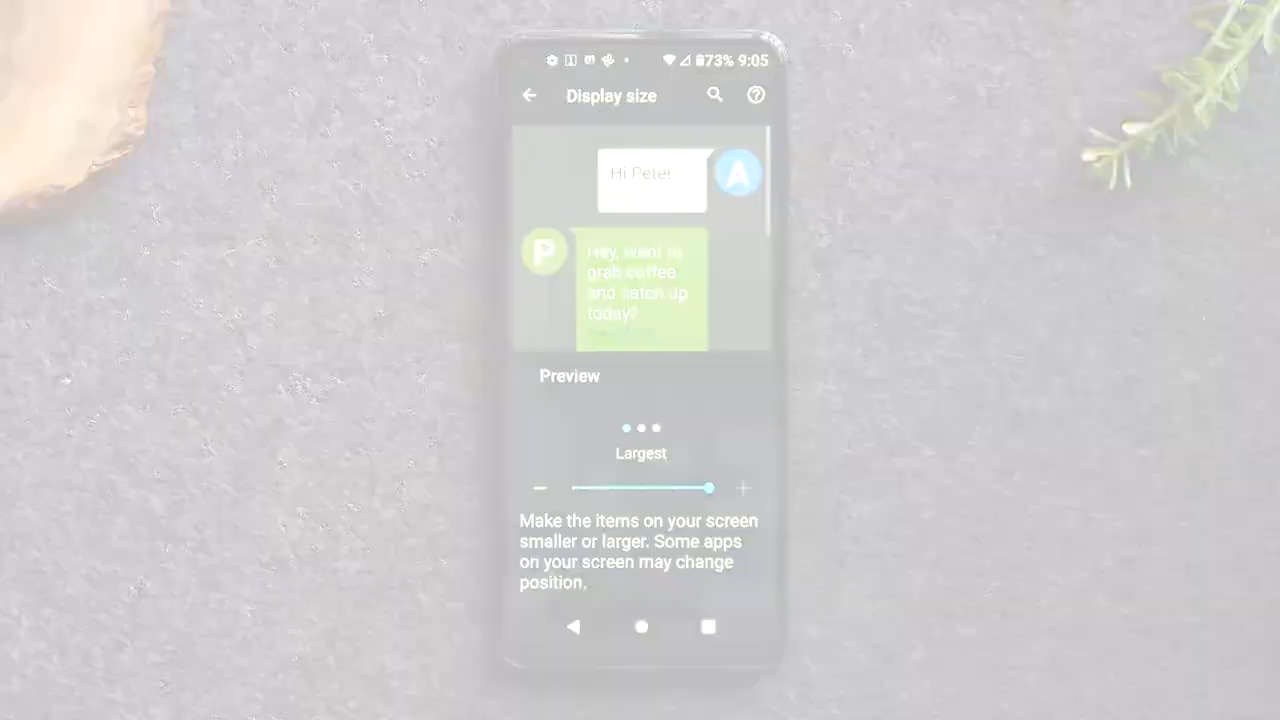 73% 9:05
Display size
Hi Pete!
A
P
Hey, want to
grab coffee
and catch up
today?
Preview
Largest
Make the items on your screen
smaller or larger. Some apps
on your screen may change
position.